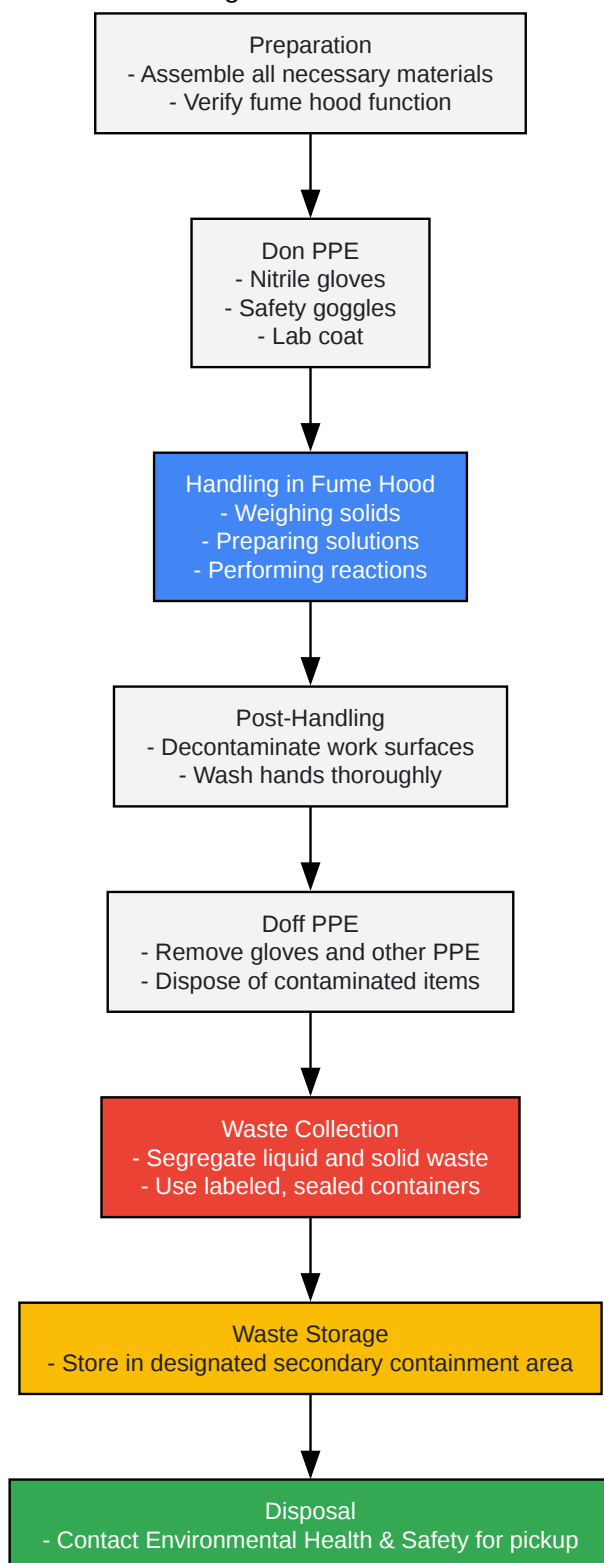 Preparation
- Assemble all necessary materials
- Verify fume hood function
Don PPE
- Nitrile gloves
- Safety goggles
- Lab coat
Handling in Fume Hood
- Weighing solids
- Preparing solutions
- Performing reactions
Post-Handling
- Decontaminate work surfaces
- Wash hands thoroughly
Doff PPE
- Remove gloves and other PPE
- Dispose of contaminated items
Waste Collection
- Segregate liquid and solid waste
- Use labeled, sealed containers
Waste Storage
- Store in designated secondary containment area
Disposal
- Contact Environmental Health & Safety for pickup